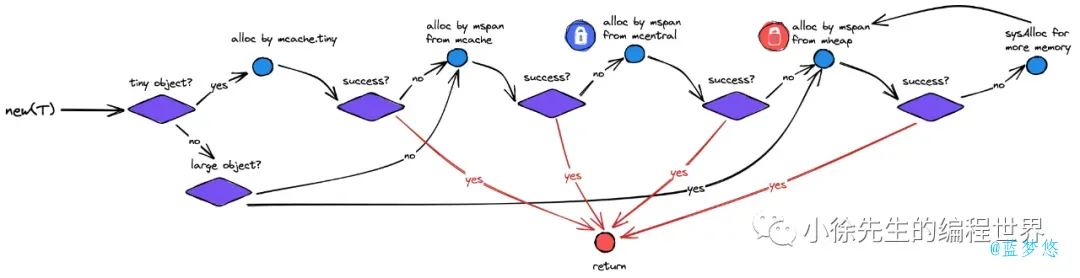 new(T)
tiny object?
yes
no
large object?
alloc by mcache.tiny
success?
no
yes
no
yes
alloc by mspan
from mcache
success?
no
yes
alloc by mspan
from mcentral
success?
no
yes
alloc by mspan
from mheap
success?
no
yes
sysAlloc for
more memory
return
小徐先生的编程世界
@蓝梦悠